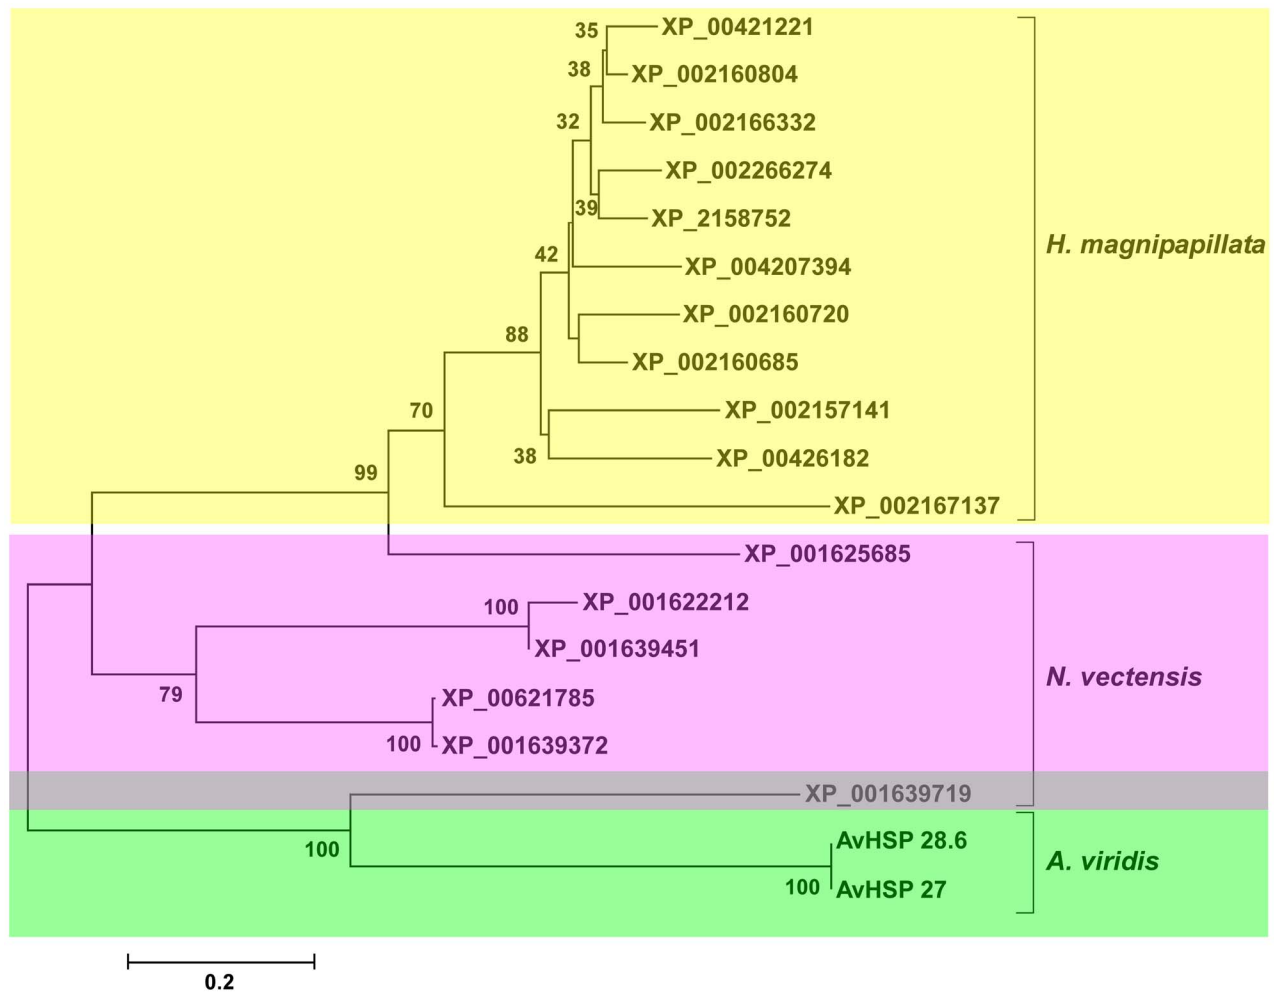 35
XP_00421221
38
XP_002160804
32
XP_002166332
XP_002266274
39
XP_2158752
H. magnipapillata
42
XP_004207394
XP_002160720
88
XP_002160685
70
XP_002157141
38
XP_00426182
99
XP_002167137
XP_001625685
100
XP_001622212
XP_001639451
N. vectensis
79
XP_00621785
100
XP_001639372
XP_001639719
100
AvHSP 28.6
A. viridis
100
AvHSP 27
0.2